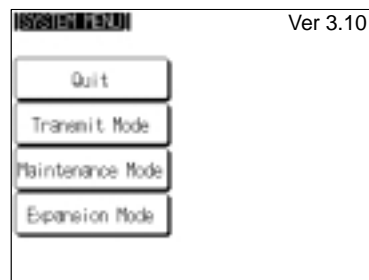 [SYSTEM MENU]
Ver 3.10
Quit
Transmit Mode
Maintenance Mode
Expansion Mode